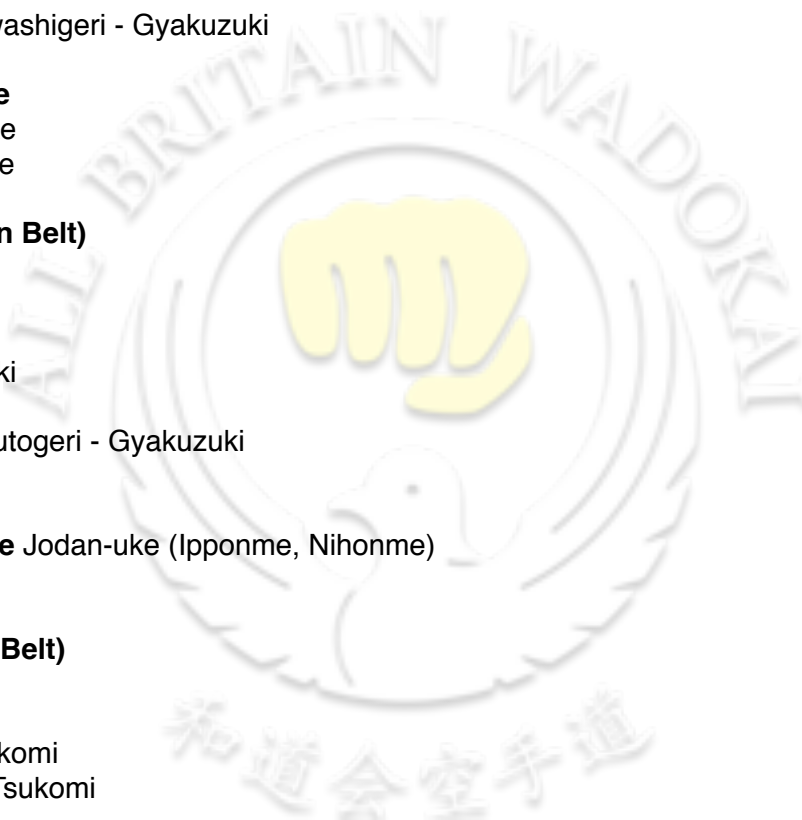 washigeri - Gyakuzuki
e
e
e
n Belt)
ki
utogeri - Gyakuzuki
e Jodan-uke (Ipponme, Nihonme)
Belt)
komi
Tsukomi
ALL BRITAIN WADOKAI
和道会空手道